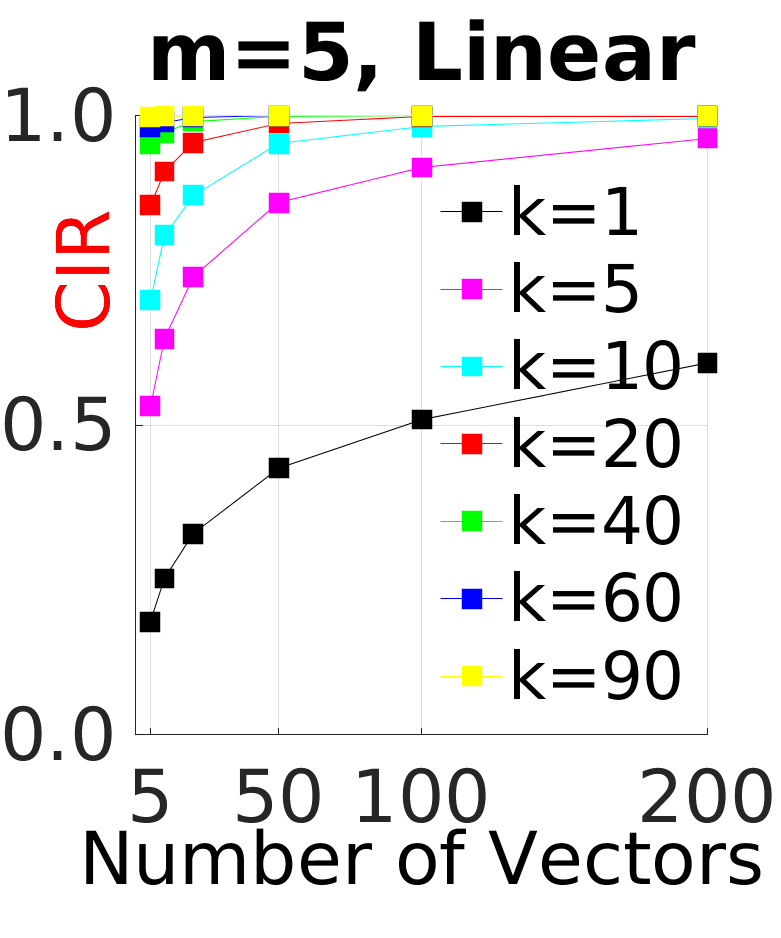 m=5, Linear
1.0
CIR
0.5
0.0
k=1
k=5
k=10
k=20
k=40
k=60
k=90
5 50 100 200
Number of Vectors